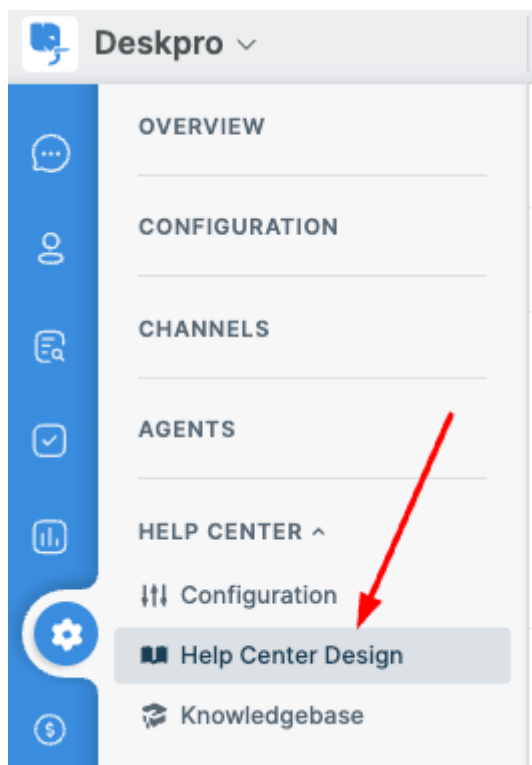 Deskpro
OVERVIEW
CONFIGURATION
CHANNELS
AGENTS
HELP CENTER
Configuration
Help Center Design
Knowledgebase